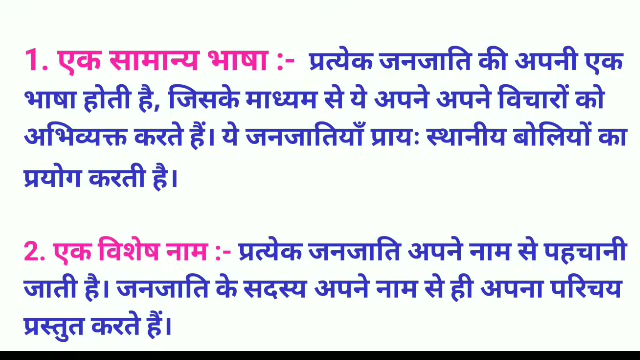 1. एक सामान्य भाषा :- प्रत्येक जनजाति की अपनी एक
भाषा होती है, जिसके माध्यम से ये अपने अपने विचारों को
अभिव्यक्त करते हैं। ये जनजातियाँ प्रायः स्थानीय बोलियों का
प्रयोग करती है।
2. एक विशेष नाम :- प्रत्येक जनजाति अपने नाम से पहचानी
जाती है। जनजाति के सदस्य अपने नाम से ही अपना परिचय
प्रस्तुत करते हैं।